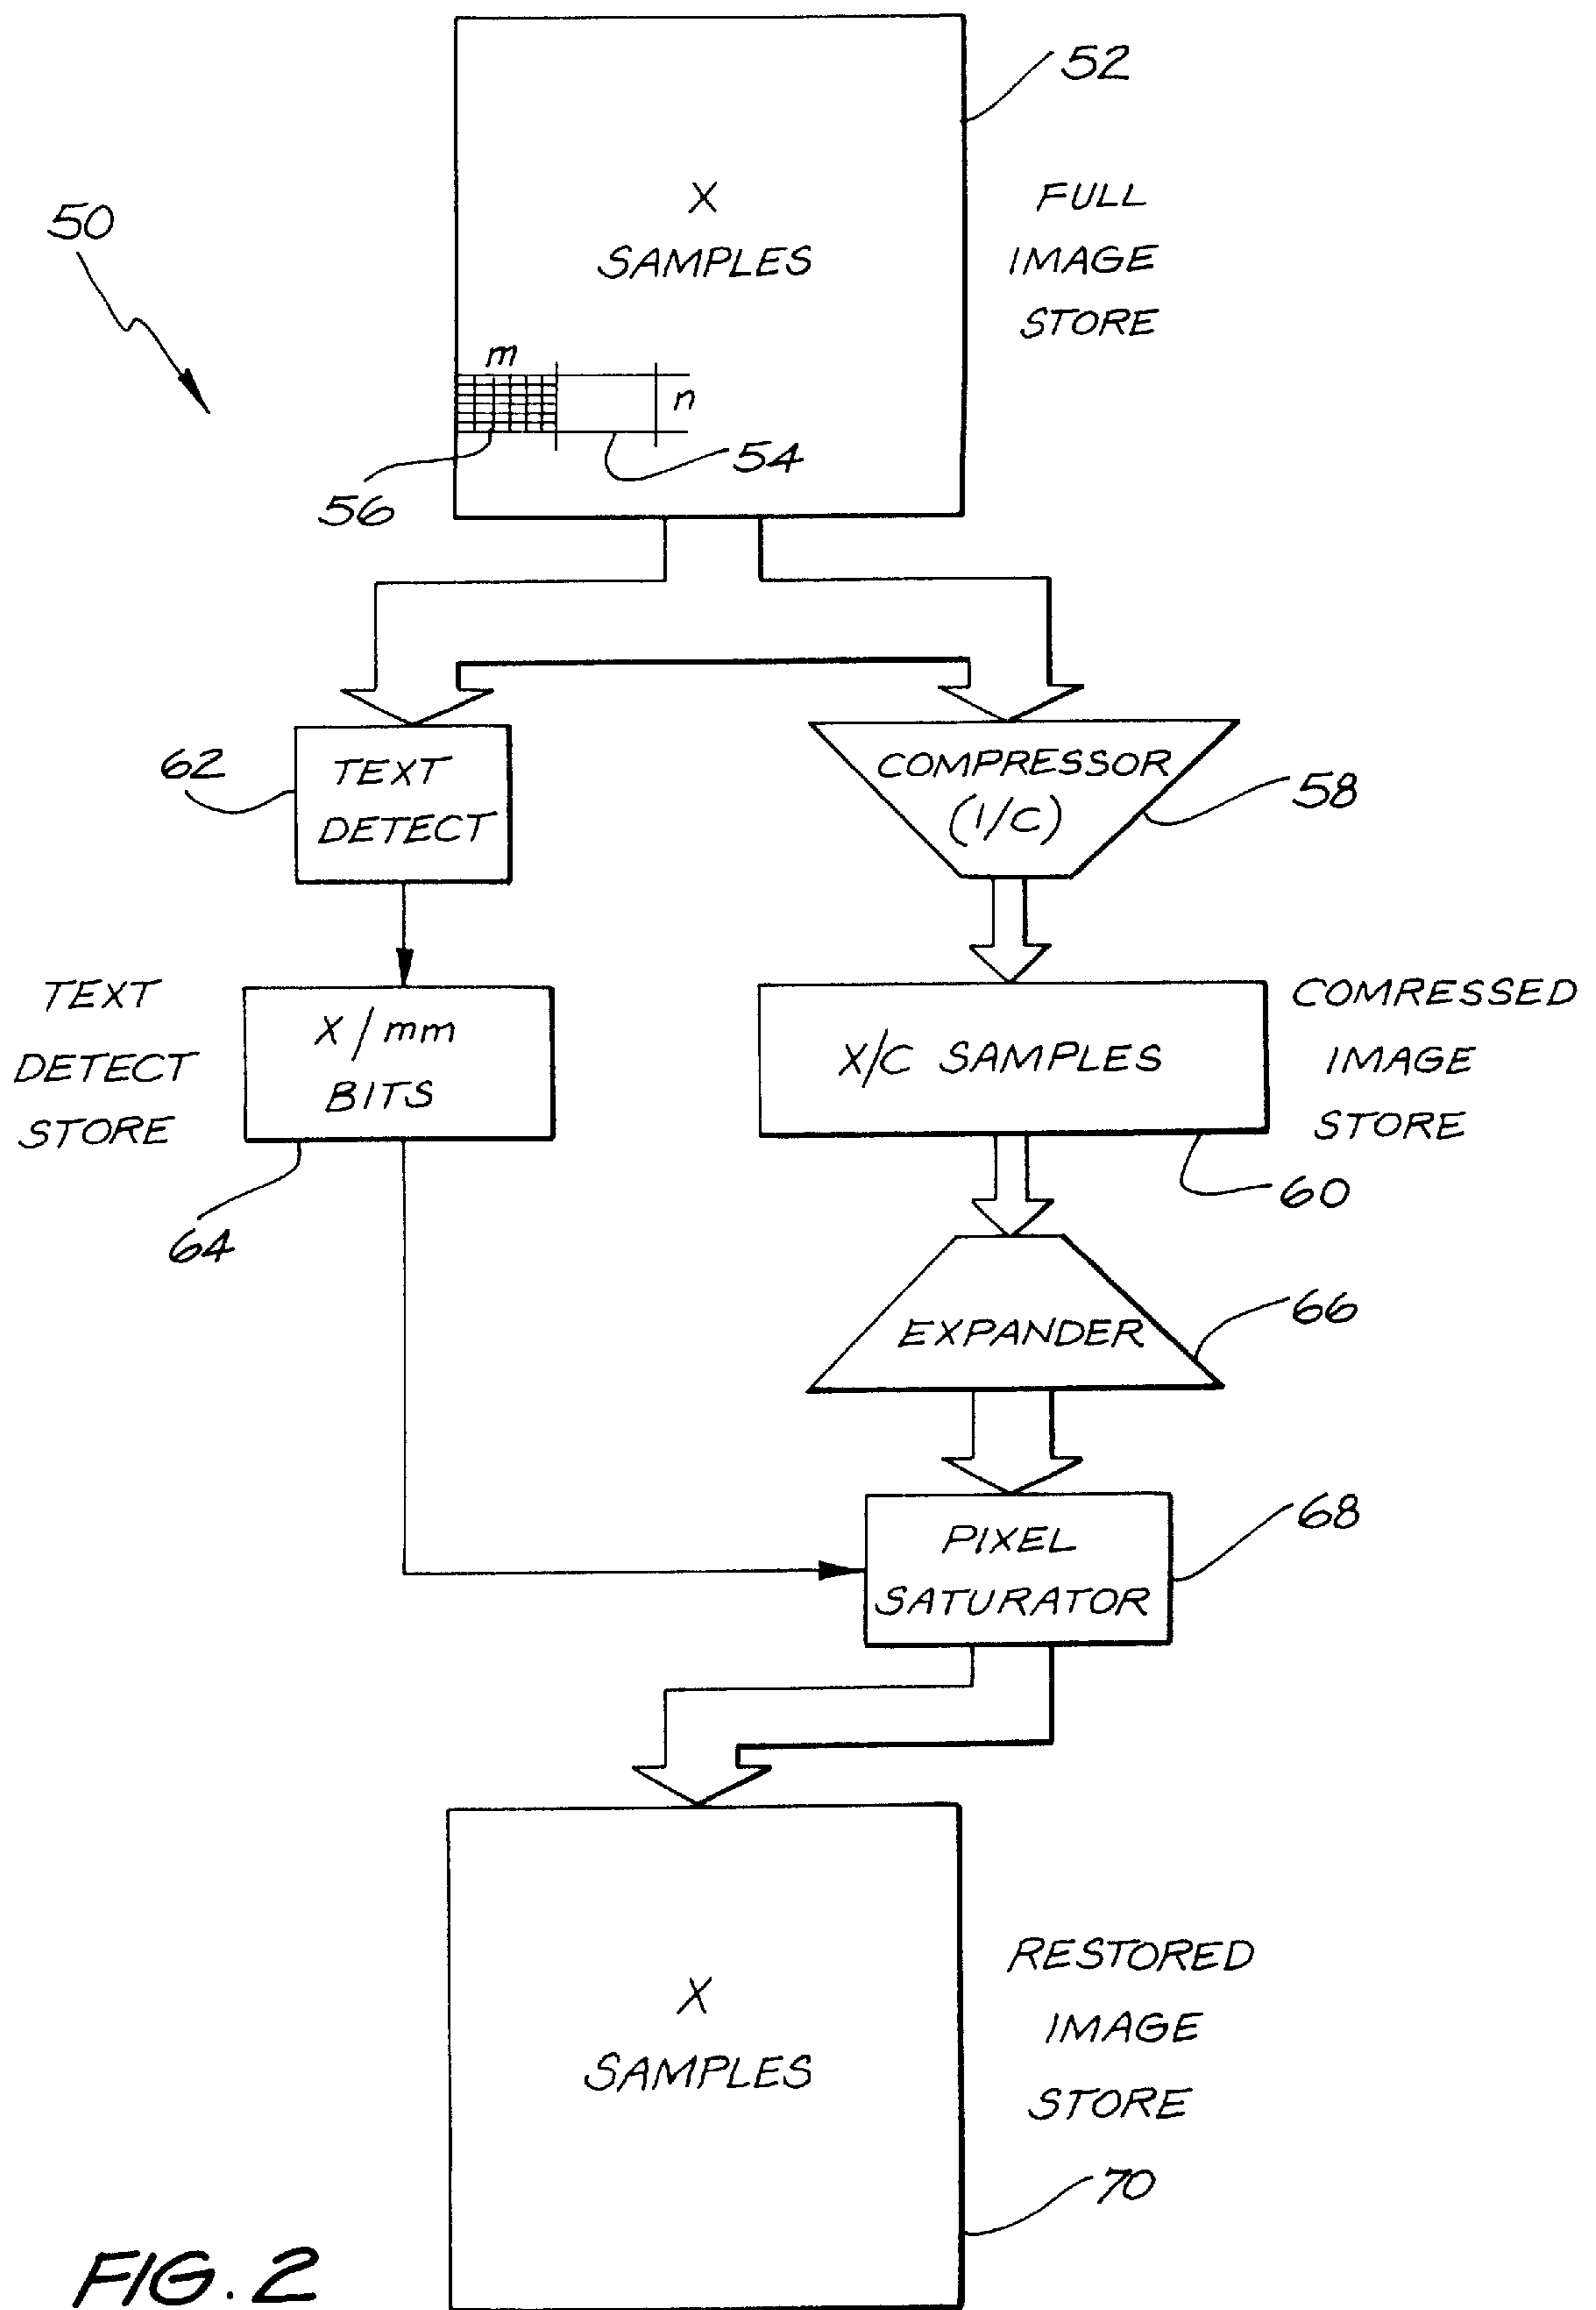 52
X
SAMPLES
FULL
IMAGE
STORE
50
m
n
54
56
62
TEXT
DETECT
COMPRESSOR
(1/C)
58
TEXT
DETECT
STORE
X/mm
BITS
64
X/C SAMPLES
COMRESSED
IMAGE
STORE
60
EXPANDER
66
PIXEL
SATURATOR
68
X
SAMPLES
RESTORED
IMAGE
STORE
70
FIG. 2